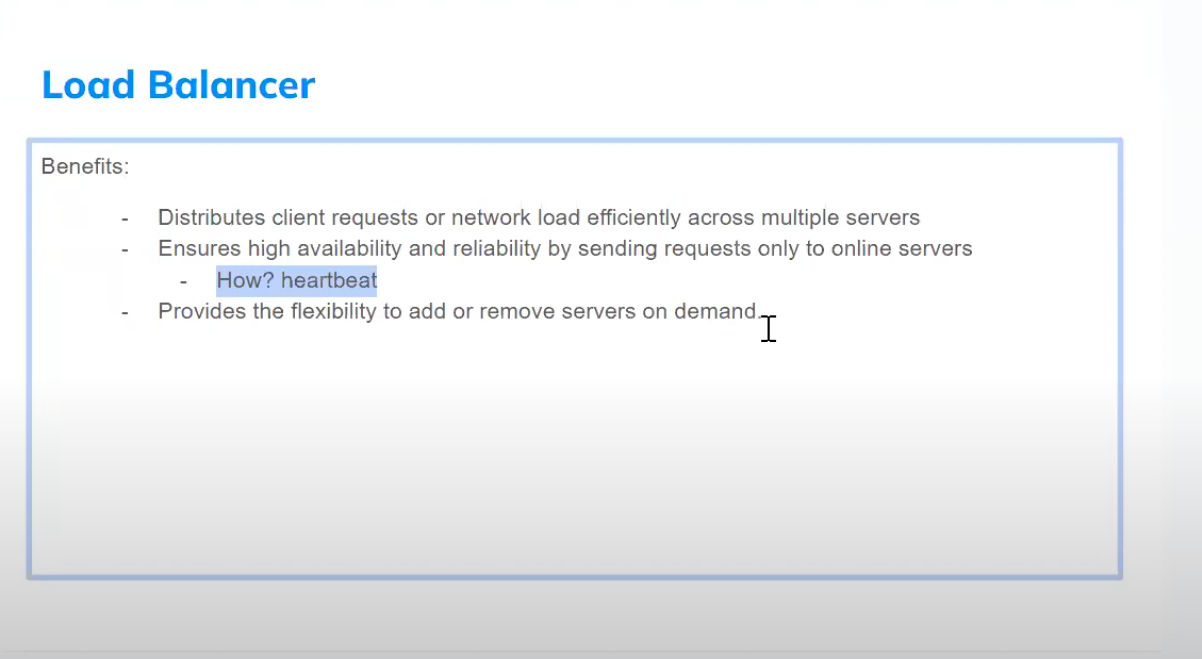 Load Balancer
Benefits:
- Distributes client requests or network load efficiently across multiple servers
- Ensures high availability and reliability by sending requests only to online servers
- How? heartbeat
- Provides the flexibility to add or remove servers on demand.